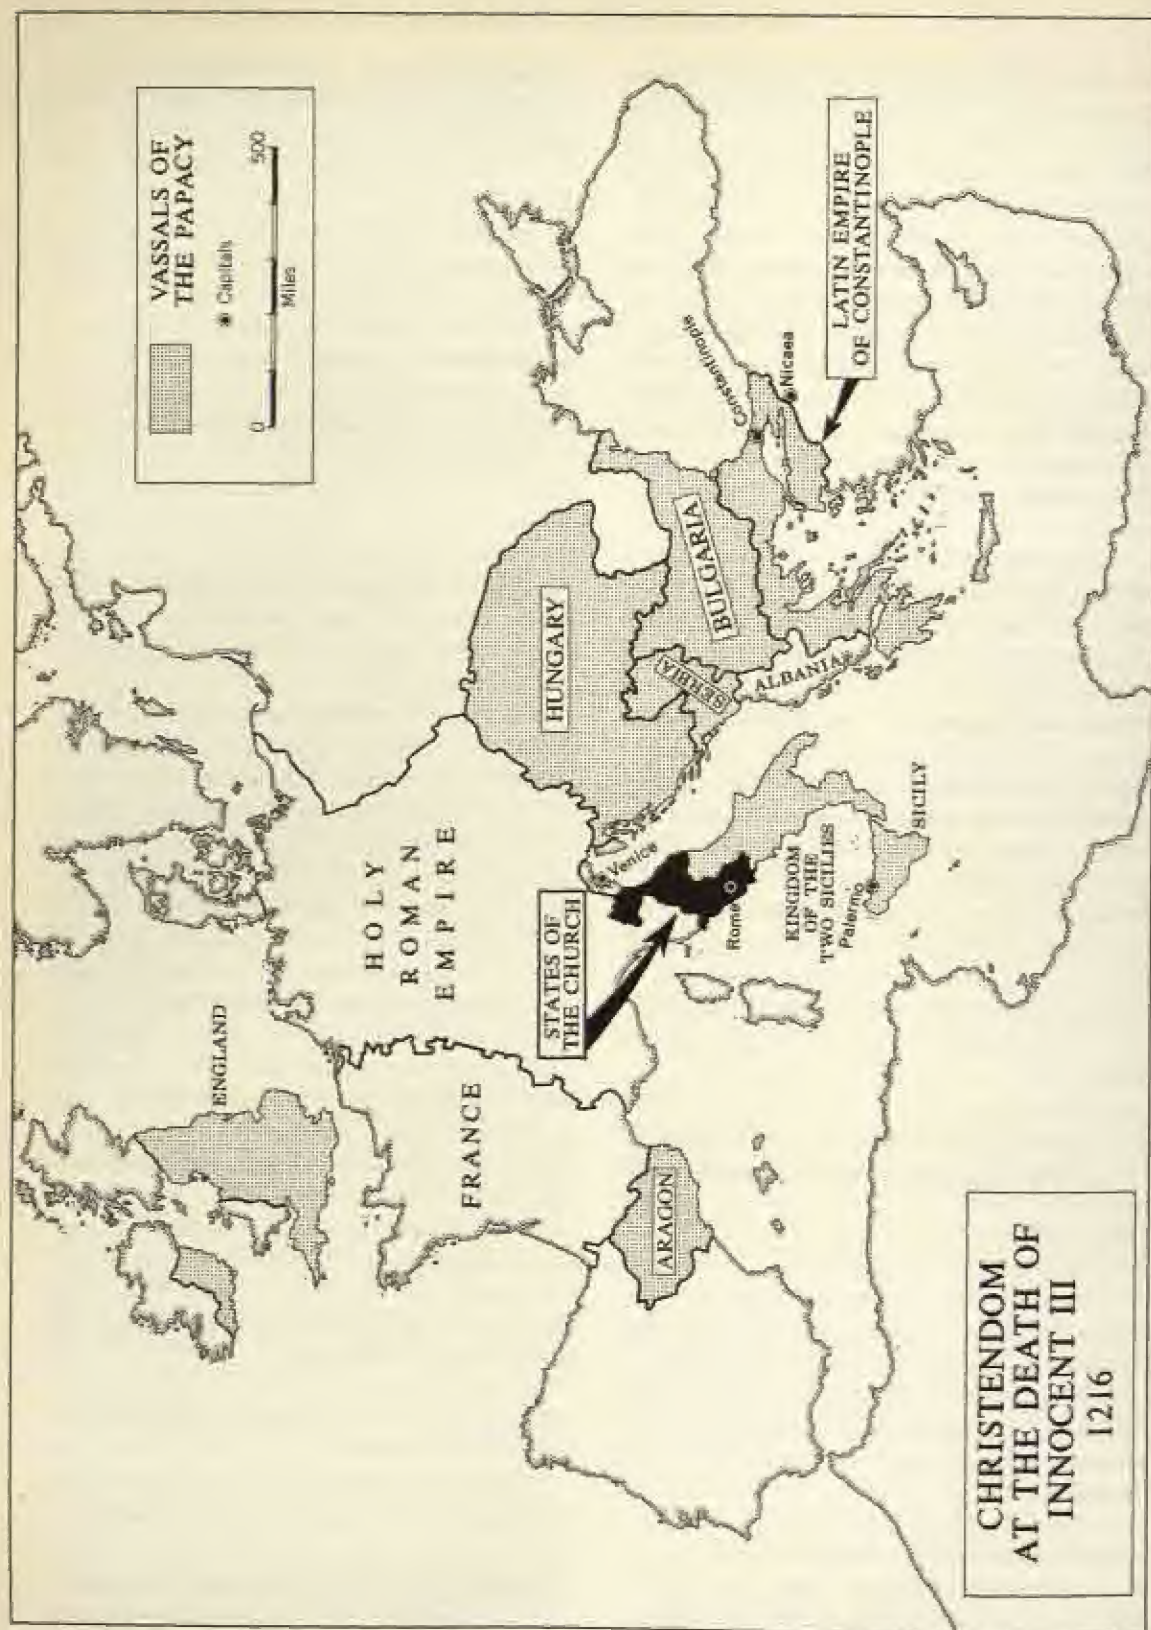 VASSALS OF
THE PAPACY
Capitals
0
500
Miles
ENGLAND
HOLY
ROMAN
EMPIRE
FRANCE
HUNGARY
STATES OF
THE CHURCH
Venice
ARAGON
SERBIA
BULGARIA
Constantinople
Nicaea
ALBANIA
Rome
KINGDOM
OF THE
TWO SICILIES
Palermo
SICILY
LATIN EMPIRE
OF CONSTANTINOPLE
CHRISTENDOM
AT THE DEATH OF
INNOCENT III
1216